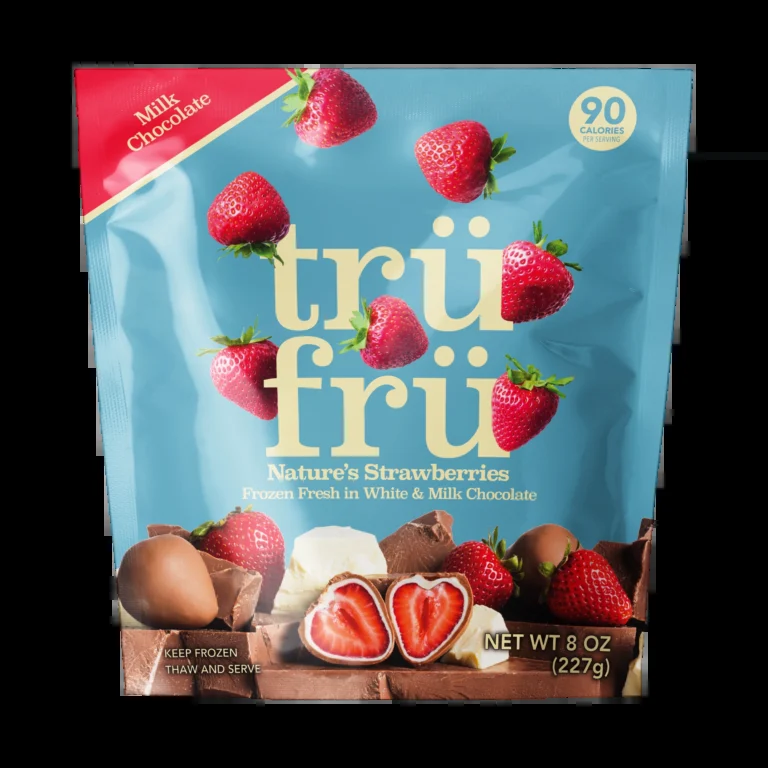 Milk
Chocolate
90
CALORIES
PER SERVING
trü
frü
Nature's Strawberries
Frozen Fresh in White & Milk Chocolate
KEEP FROZEN
THAW AND SERVE
NET WT 8 OZ
(227g)